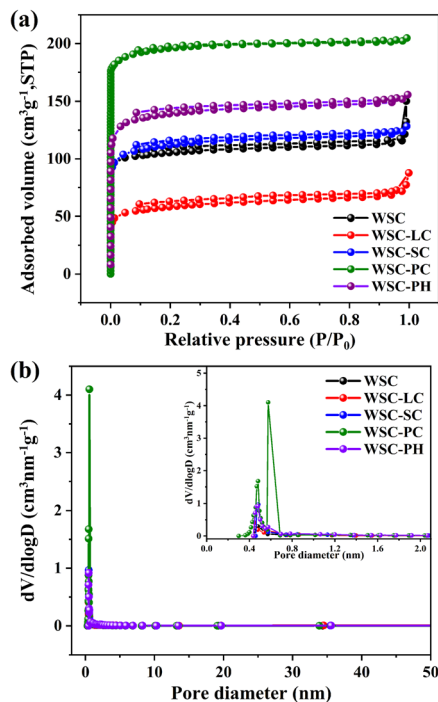 (a)
Adsorbed volume (cm³g⁻¹,STP)
200
150
100
50
0
WSC
WSC-LC
WSC-SC
WSC-PC
WSC-PH
0.0 0.2 0.4 0.6 0.8 1.0
Relative pressure (P/P₀)
(b)
dV/dlogD (cm³nm⁻¹g⁻¹)
4
3
2
1
0
dV/dlogD (cm³nm⁻¹g⁻¹)
5
4
3
2
1
0
WSC
WSC-LC
WSC-SC
WSC-PC
WSC-PH
0.0 0.4 0.8 1.2 1.6 2.0
Pore diameter (nm)
0 10 20 30 40 50
Pore diameter (nm)